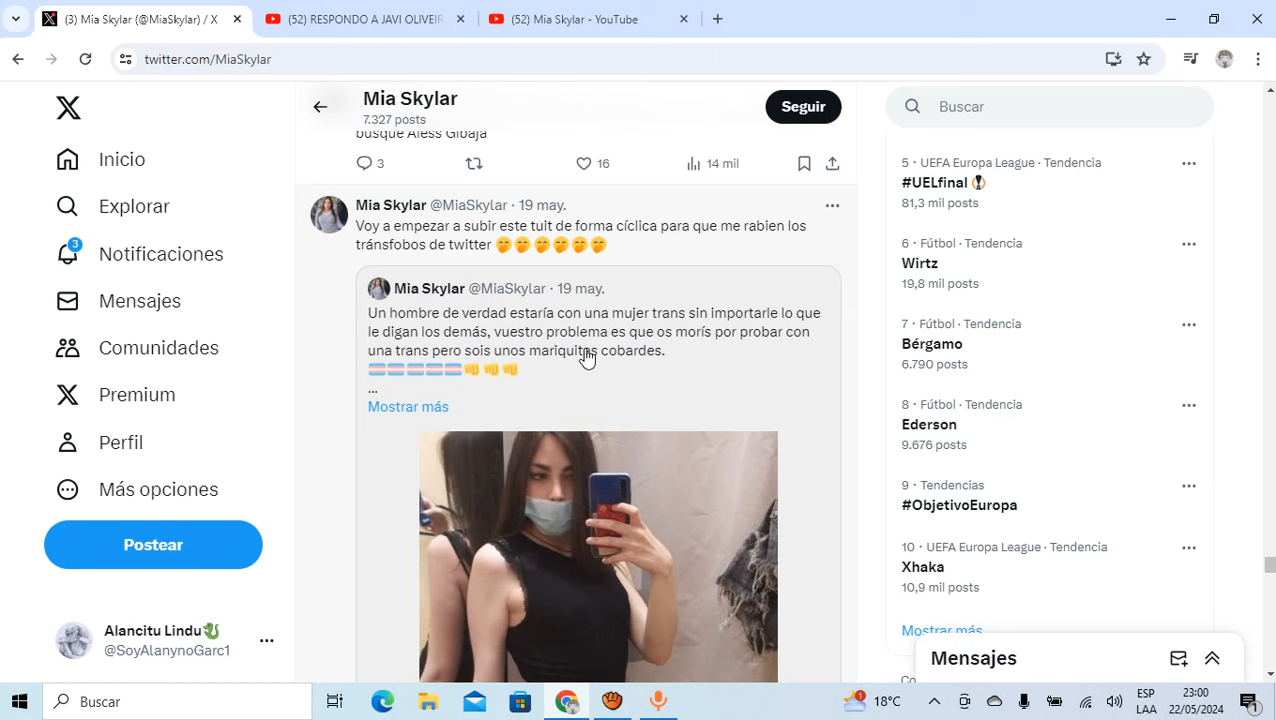 (3) Mia Skylar (@MiaSkylar) / X
(52) RESPONDO A JAVI OLIVEIR
(52) Mia Skylar - YouTube
twitter.com/MiaSkylar
Inicio
Explorar
3
Notificaciones
Mensajes
Comunidades
Premium
Perfil
Más opciones
Postear
Alancitu Lindu🐉
@SoyAlanynoGarc1
Mia Skylar
7.327 posts
Seguir
busque Aless Gibaja
3
16
14 mil
Mia Skylar @MiaSkylar · 19 may.
Voy a empezar a subir este tuit de forma cíclica para que me rabien los
tránsfobos de twitter 🤭🤭🤭🤭🤭🤭
Mia Skylar @MiaSkylar · 19 may.
Un hombre de verdad estaría con una mujer trans sin importarle lo que
le digan los demás, vuestro problema es que os morís por probar con
una trans pero sois unos mariquitas cobardes.
🏳️‍⚧️🏳️‍⚧️🏳️‍⚧️🏳️‍⚧️🏳️‍⚧️👊👊👊
...
Mostrar más
Buscar
5 · UEFA Europa League · Tendencia
#UELfinal
81,3 mil posts
6 · Fútbol · Tendencia
Wirtz
19,8 mil posts
7 · Fútbol · Tendencia
Bérgamo
6.790 posts
8 · Fútbol · Tendencia
Ederson
9.676 posts
9 · Tendencias
#ObjetivoEuropa
10 · UEFA Europa League · Tendencia
Xhaka
10,9 mil posts
Mostrar más
Mensajes
Buscar
1
18°C
ESP
LAA
23:00
22/05/2024
1